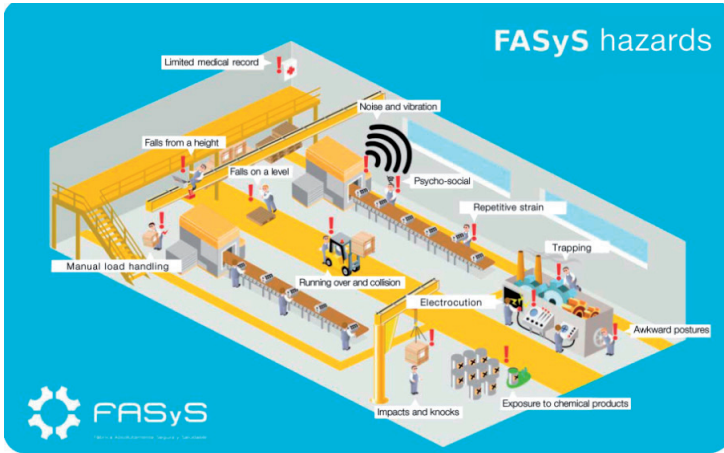 FASyS hazards
Limited medical record
Noise and vibration
Falls from a height
Falls on a level
Psycho-social
Repetitive strain
Trapping
Manual load handling
Running over and collision
Electrocution
Awkward postures
Impacts and knocks
Exposure to chemical products
FASyS